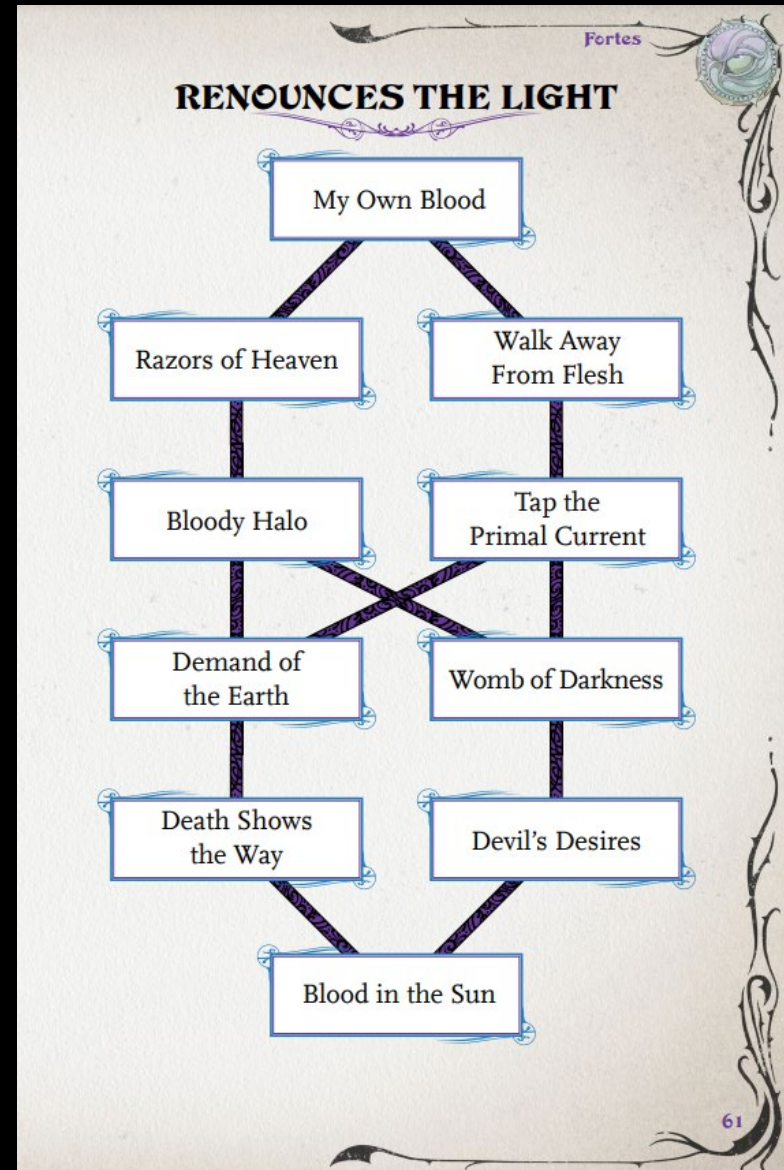 Fortes
RENOUNCES THE LIGHT
My Own Blood
Razors of Heaven
Walk Away
From Flesh
Bloody Halo
Tap the
Primal Current
Demand of
the Earth
Womb of Darkness
Death Shows
the Way
Devil's Desires
Blood in the Sun
61